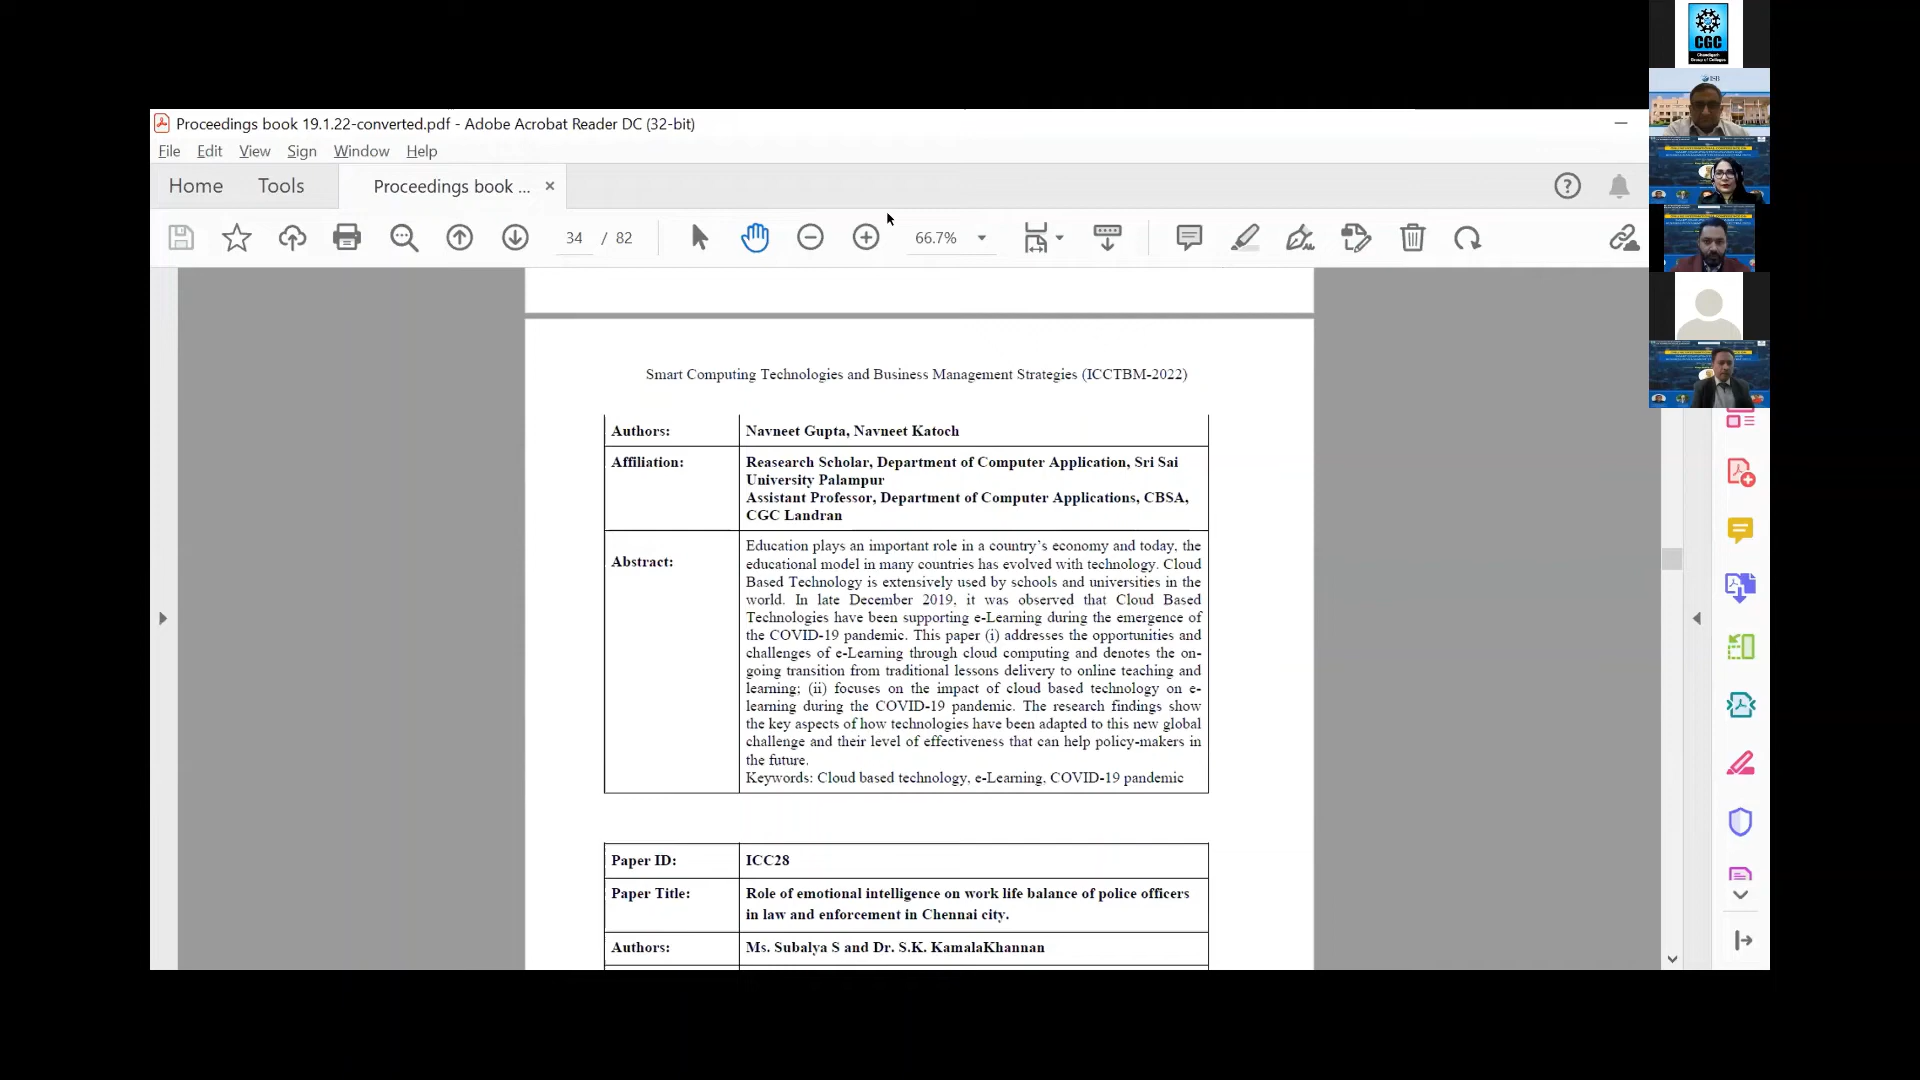 CGC
Chandigarh
Group of Colleges
ISB
Proceedings book 19.1.22-converted.pdf - Adobe Acrobat Reader DC (32-bit)
File Edit View Sign Window Help
Home Tools Proceedings book ...
34 / 82 66.7%
Smart Computing Technologies and Business Management Strategies (ICCTBM-2022)
Authors: Navneet Gupta, Navneet Katoch
Affiliation: Reasearch Scholar, Department of Computer Application, Sri Sai
University Palampur
Assistant Professor, Department of Computer Applications, CBSA,
CGC Landran
Abstract: Education plays an important role in a country's economy and today, the
educational model in many countries has evolved with technology. Cloud
Based Technology is extensively used by schools and universities in the
world. In late December 2019, it was observed that Cloud Based
Technologies have been supporting e-Learning during the emergence of
the COVID-19 pandemic. This paper (i) addresses the opportunities and
challenges of e-Learning through cloud computing and denotes the on-
going transition from traditional lessons delivery to online teaching and
learning; (ii) focuses on the impact of cloud based technology on e-
learning during the COVID-19 pandemic. The research findings show
the key aspects of how technologies have been adapted to this new global
challenge and their level of effectiveness that can help policy-makers in
the future.
Keywords: Cloud based technology, e-Learning, COVID-19 pandemic
Paper ID: ICC28
Paper Title: Role of emotional intelligence on work life balance of police officers
in law and enforcement in Chennai city.
Authors: Ms. Subalya S and Dr. S.K. KamalaKhannan